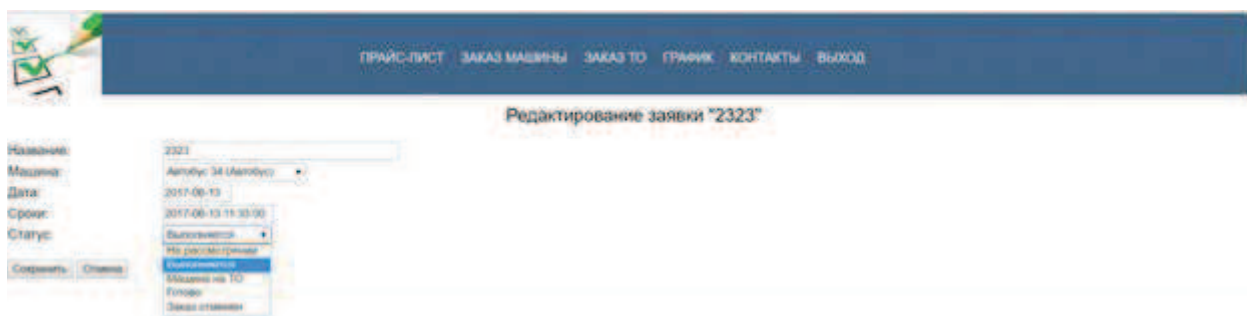 ПРАЙС-ЛИСТ ЗАКАЗ МАШИНЫ ЗАКАЗ ТО ГРАФИК КОНТАКТЫ ВЫХОД
Редактирование заявки "2323"
Название: 2323
Машина: Автобус 34 (Автобус)
Дата: 2017-06-13
Сроки: 2017-06-13 11:33:00
Статус: Выполняется
На рассмотрении
Выполняется
Сохранить Отмена
Машина на ТО
Готово
Заказ отменен